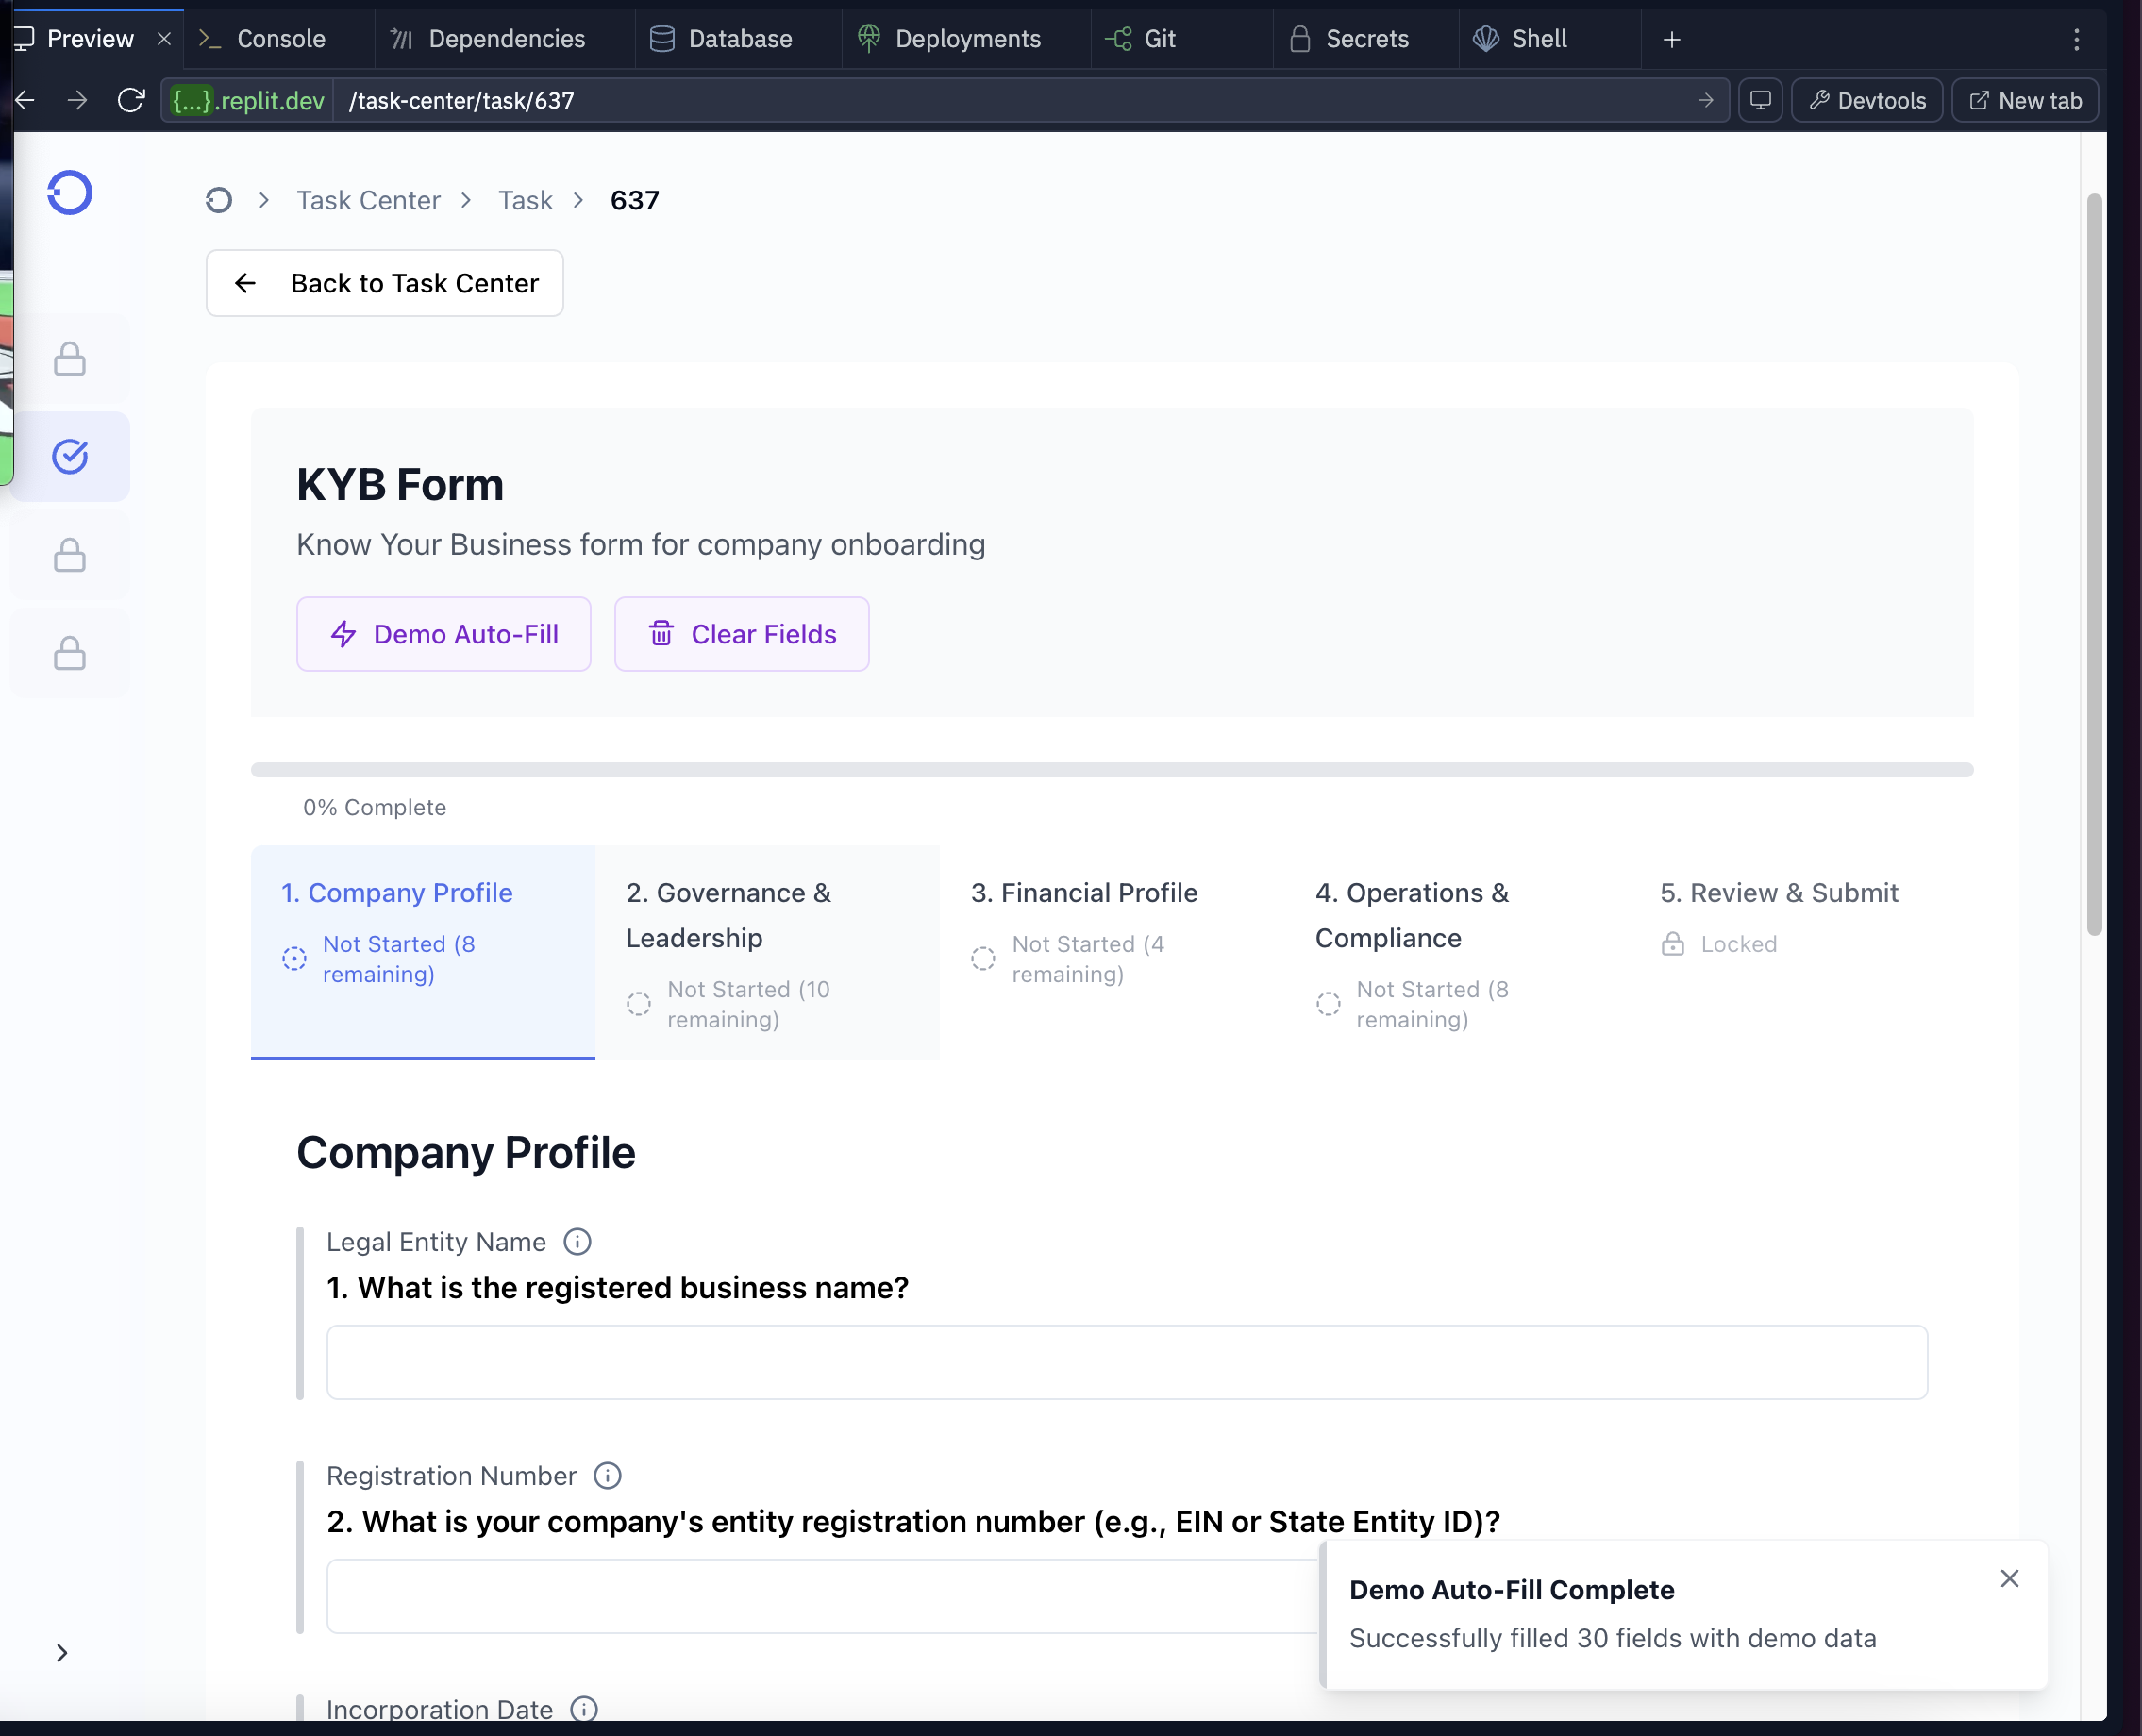 Preview
Console
Dependencies
Database
Deployments
Git
Secrets
Shell
{...}.replit.dev
/task-center/task/637
Devtools
New tab
Task Center
Task
637
Back to Task Center
KYB Form
Know Your Business form for company onboarding
Demo Auto-Fill
Clear Fields
0% Complete
1. Company Profile
Not Started (8
remaining)
2. Governance &
Leadership
Not Started (10
remaining)
3. Financial Profile
Not Started (4
remaining)
4. Operations &
Compliance
Not Started (8
remaining)
5. Review & Submit
Locked
Company Profile
Legal Entity Name
1. What is the registered business name?
Registration Number
2. What is your company's entity registration number (e.g., EIN or State Entity ID)?
Incorporation Date
Demo Auto-Fill Complete
Successfully filled 30 fields with demo data